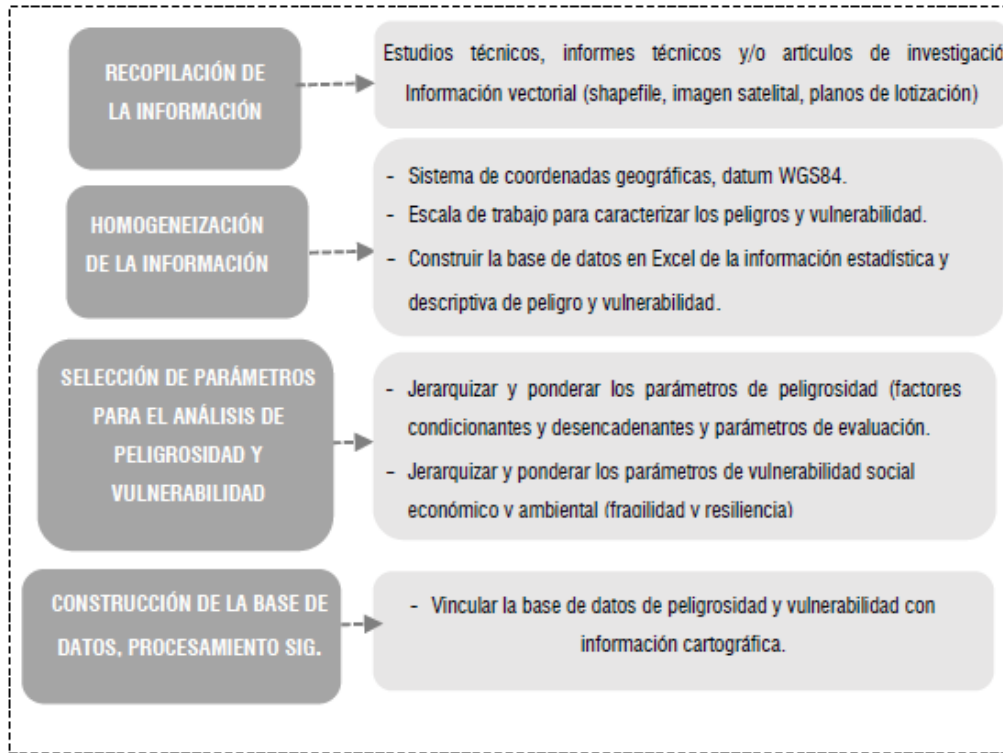 RECOPILACIÓN DE
LA INFORMACIÓN
Estudios técnicos, informes técnicos y/o artículos de investigació
Información vectorial (shapefile, imagen satelital, planos de lotización)
HOMOGENEIZACIÓN
DE LA INFORMACIÓN
- Sistema de coordenadas geográficas, datum WGS84.
- Escala de trabajo para caracterizar los peligros y vulnerabilidad.
- Construir la base de datos en Excel de la información estadística y
descriptiva de peligro y vulnerabilidad.
SELECCIÓN DE PARÁMETROS
PARA EL ANÁLISIS DE
PELIGROSIDAD Y
VULNERABILIDAD
- Jerarquizar y ponderar los parámetros de peligrosidad (factores
condicionantes y desencadenantes y parámetros de evaluación.
- Jerarquizar y ponderar los parámetros de vulnerabilidad social
económico y ambiental (fragilidad y resiliencia)
CONSTRUCCIÓN DE LA BASE DE
DATOS, PROCESAMIENTO SIG.
- Vincular la base de datos de peligrosidad y vulnerabilidad con
información cartográfica.